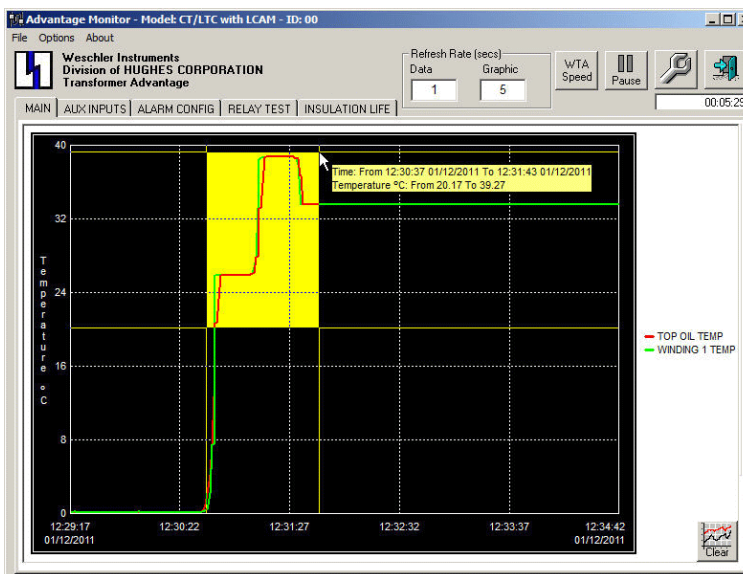 Advantage Monitor - Model: CT/LTC with LCAM - ID: 00
File Options About
Weschler Instruments
Division of HUGHES CORPORATION
Transformer Advantage
Refresh Rate (secs)
Data Graphic
1 5
WTA Speed
Pause
00:05:29
MAIN AUX INPUTS ALARM CONFIG RELAY TEST INSULATION LIFE
Time: From 12:30:37 01/12/2011 To 12:31:43 01/12/2011
Temperature ºC: From 20.17 To 39.27
40
32
24
16
8
0
Temperature ºC
TOP OIL TEMP
WINDING 1 TEMP
12:29:17 12:30:22 12:31:27 12:32:32 12:33:37 12:34:42
01/12/2011 01/12/2011
Clear